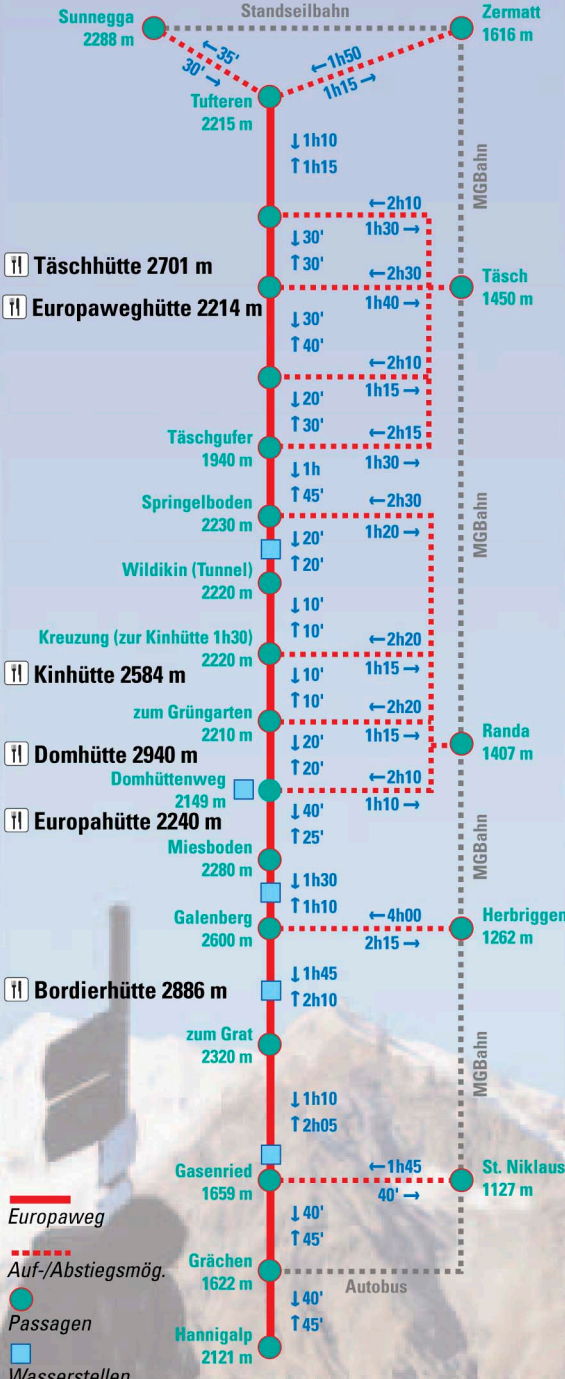 Sunnegga
2288 m
Standseilbahn
Zermatt
1616 m
←35'
30'→
←1h50
1h15→
Tufteren
2215 m
↓1h10
↑1h15
MGBahn
←2h10
1h30→
↓30'
↑30'
Täschhütte 2701 m
←2h30
1h40→
Täsch
1450 m
Europaweghütte 2214 m
↓30'
↑40'
←2h10
1h15→
↓20'
↑30'
Täschgufer
1940 m
←2h15
1h30→
↓1h
↑45'
Springelboden
2230 m
←2h30
1h20→
MGBahn
↓20'
↑20'
Wildikin (Tunnel)
2220 m
↓10'
↑10'
Kreuzung (zur Kinhütte 1h30)
2220 m
←2h20
1h15→
Kinhütte 2584 m
↓10'
↑10'
zum Grüngarten
2210 m
←2h20
1h15→
Randa
1407 m
↓20'
↑20'
Domhütte 2940 m
Domhüttenweg
2149 m
←2h10
1h10→
↓40'
↑25'
Europahütte 2240 m
MGBahn
Miesboden
2280 m
↓1h30
↑1h10
Galenberg
2600 m
←4h00
2h15→
Herbriggen
1262 m
↓1h45
↑2h10
Bordierhütte 2886 m
zum Grat
2320 m
MGBahn
↓1h10
↑2h05
Gasenried
1659 m
←1h45
40'→
St. Niklaus
1127 m
↓40'
↑45'
Grächen
1622 m
Autobus
↓40'
↑45'
Hannigalp
2121 m
Europaweg
Auf-/Abstiegsmög.
Passagen
Wasserstellen